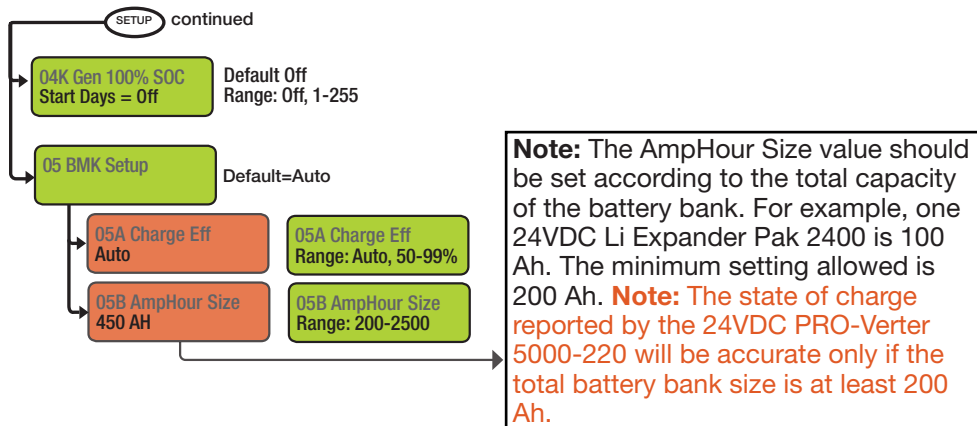 SETUP continued
04K Gen 100% SOC
Start Days = Off
Default Off
Range: Off, 1-255
05 BMK Setup
Default=Auto
05A Charge Eff
Auto
05A Charge Eff
Range: Auto, 50-99%
05B AmpHour Size
450 AH
05B AmpHour Size
Range: 200-2500
Note: The AmpHour Size value should
be set according to the total capacity
of the battery bank. For example, one
24VDC Li Expander Pak 2400 is 100
Ah. The minimum setting allowed is
200 Ah. Note: The state of charge
reported by the 24VDC PRO-Verter
5000-220 will be accurate only if the
total battery bank size is at least 200
Ah.